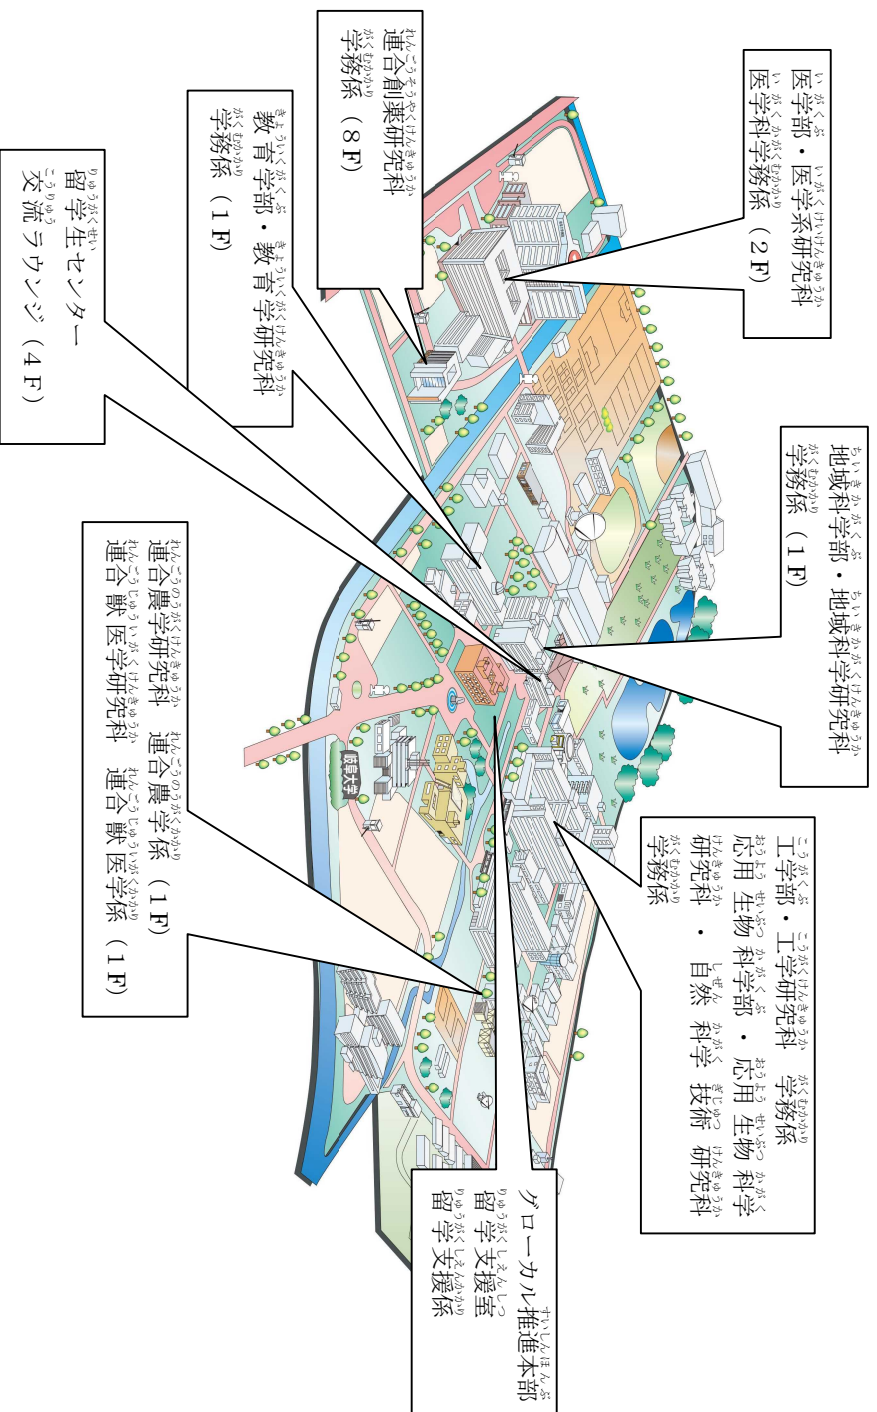 医学部・医学系研究科
医学科学務係（２F）
連合創薬研究科
学務係（８F）
教育学部・教育学研究科
学務係（１F）
留学生センター
交流ラウンジ（４F）
地域科学部・地域科学研究科
学務係（１F）
工学部・工学研究科　学務係
応用 生物 科学部 ・ 応用 生物 科学
研究科 ・ 自然 科学 技術 研究科
学務係
連合農学研究科　連合農学係（１F）
連合獣医学研究科　連合獣医学係（１F）
グローカル推進本部
留学支援室
留学支援係
岐阜大学